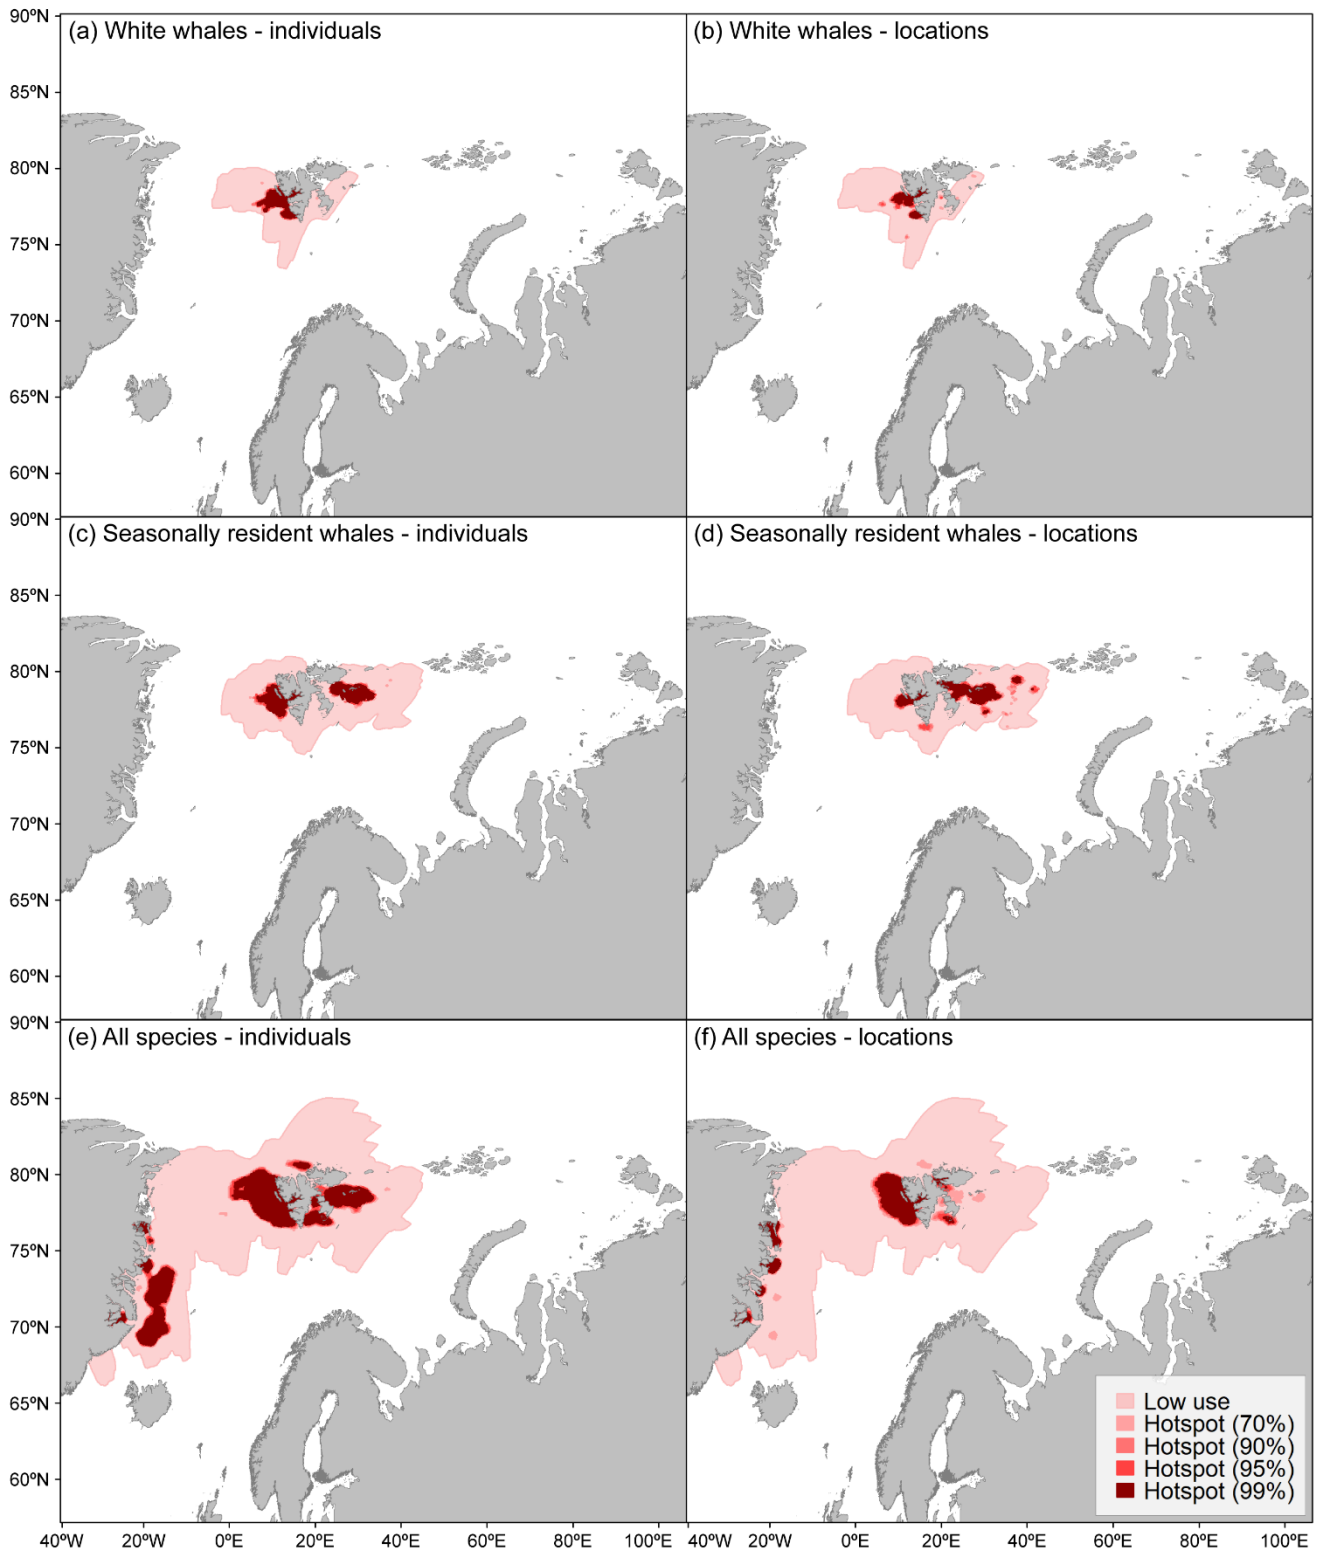 90ºN
(a) White whales - individuals
(b) White whales - locations
85ºN
80ºN
75ºN
70ºN
65ºN
60ºN
90ºN
(c) Seasonally resident whales - individuals
(d) Seasonally resident whales - locations
85ºN
80ºN
75ºN
70ºN
65ºN
60ºN
90ºN
(e) All species - individuals
(f) All species - locations
85ºN
80ºN
75ºN
70ºN
65ºN
60ºN
Low use
Hotspot (70%)
Hotspot (90%)
Hotspot (95%)
Hotspot (99%)
40ºW 20ºW 0ºE 20ºE 40ºE 60ºE 80ºE 100ºE 40ºW 20ºW 0ºE 20ºE 40ºE 60ºE 80ºE 100ºE